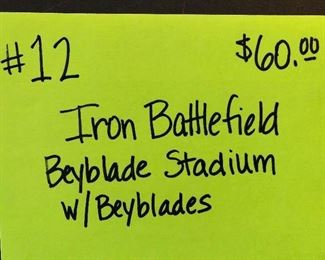 #12 $60.00
Iron Battlefield
Beyblade Stadium
w/Beyblades